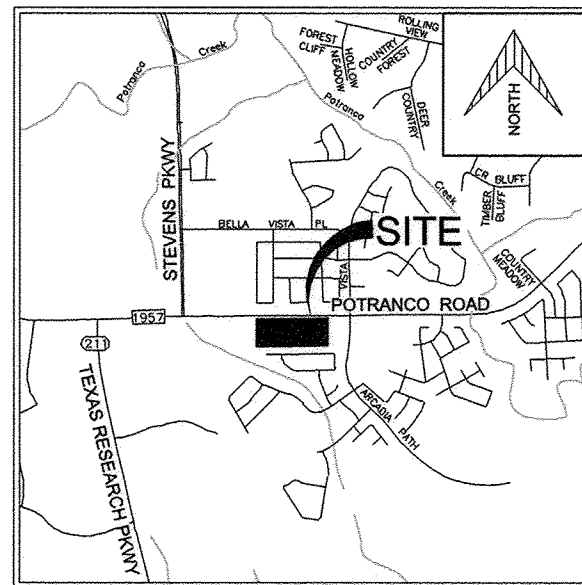 ROLLING
VIEW
FOREST
CLIFF
HOLLOW
MEADOW
COUNTRY
FOREST
DEER
COUNTRY
NORTH
Potranco
Creek
Potranco
Creek
CR BLUFF
TIMBER
BLUFF
STEVENS PKWY
BELLA VISTA PL
SITE
VISTA
COUNTRY
MEADOW
POTRANCO ROAD
1957
211
TEXAS RESEARCH PKWY
ARCADIA
PATH